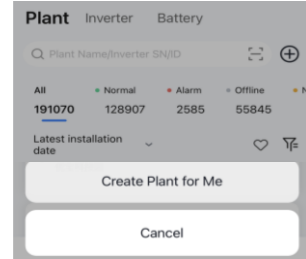 Plant Inverter Battery
Plant Name/Inverter SN/ID
All Normal Alarm Offline
191070 128907 2585 55845
Latest installation
date
Create Plant for Me
Cancel